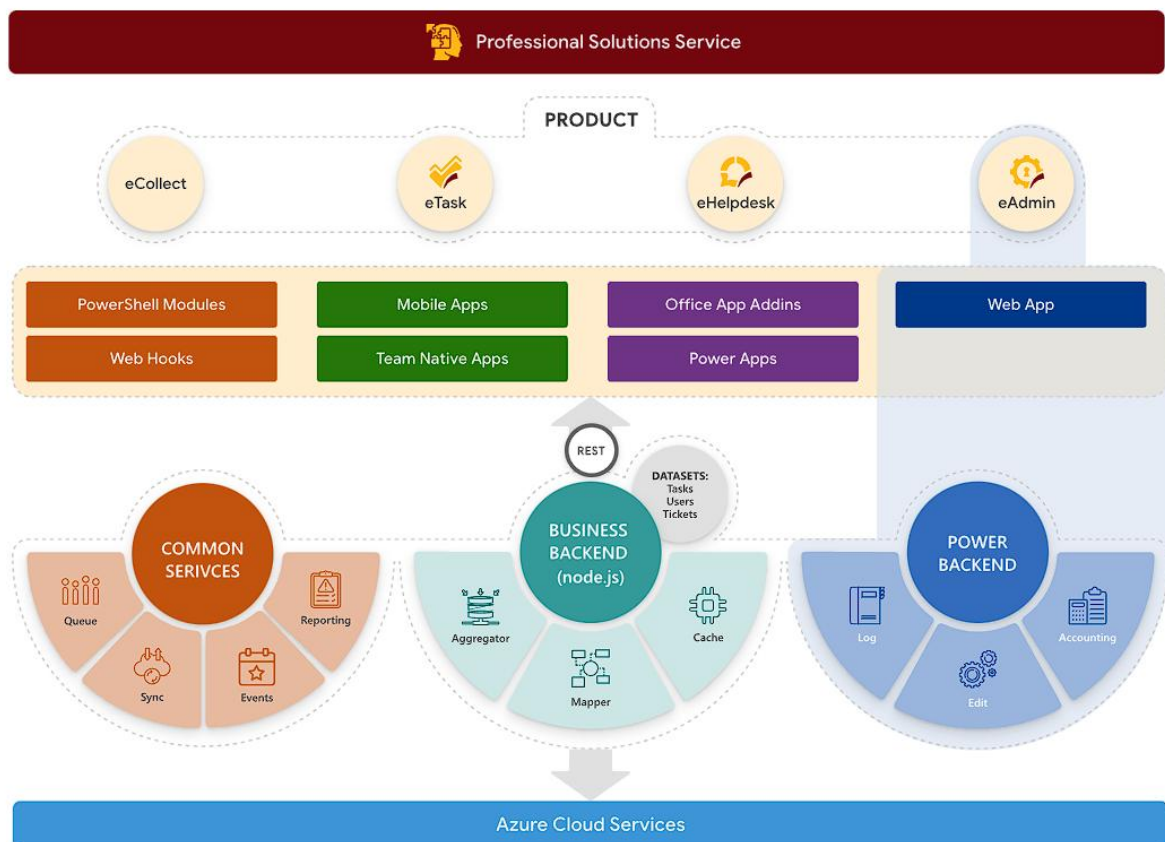 Professional Solutions Service
PRODUCT
eCollect
eTask
eHelpdesk
eAdmin
PowerShell Modules
Mobile Apps
Office App Addins
Web App
Web Hooks
Team Native Apps
Power Apps
REST
DATASETS:
Tasks
Users
Tickets
COMMON
SERIVCES
Queue
Sync
Events
Reporting
BUSINESS
BACKEND
(node.js)
Aggregator
Mapper
Cache
POWER
BACKEND
Log
Edit
Accounting
Azure Cloud Services